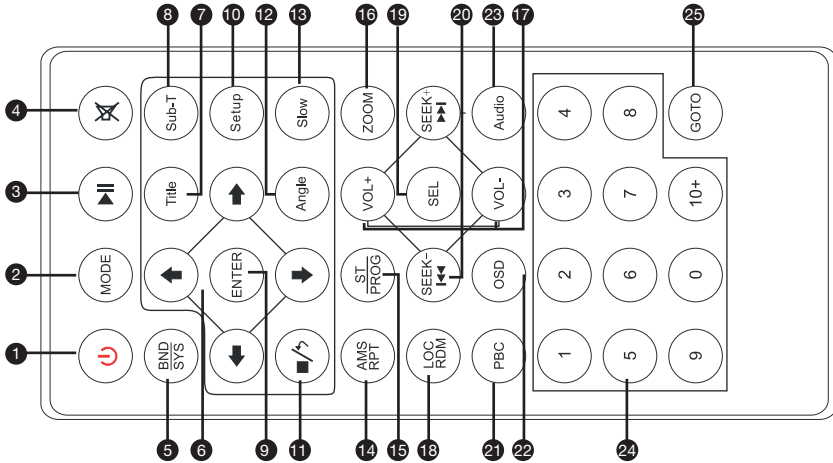 8 7 10 12 13 16 19 20 23 17 25
4
3
2
1
Sub-T Setup Slow ZOOM SEEK+ Audio 4 8 GOTO
Title Angle VOL+ SEL VOL- 3 7 10+
MODE ENTER ST PROG SEEK- OSD 2 6 0
BND SYS AMS RPT LOC RDM PBC 1 5 9
5 6 9 11 14 15 18 21 22 24